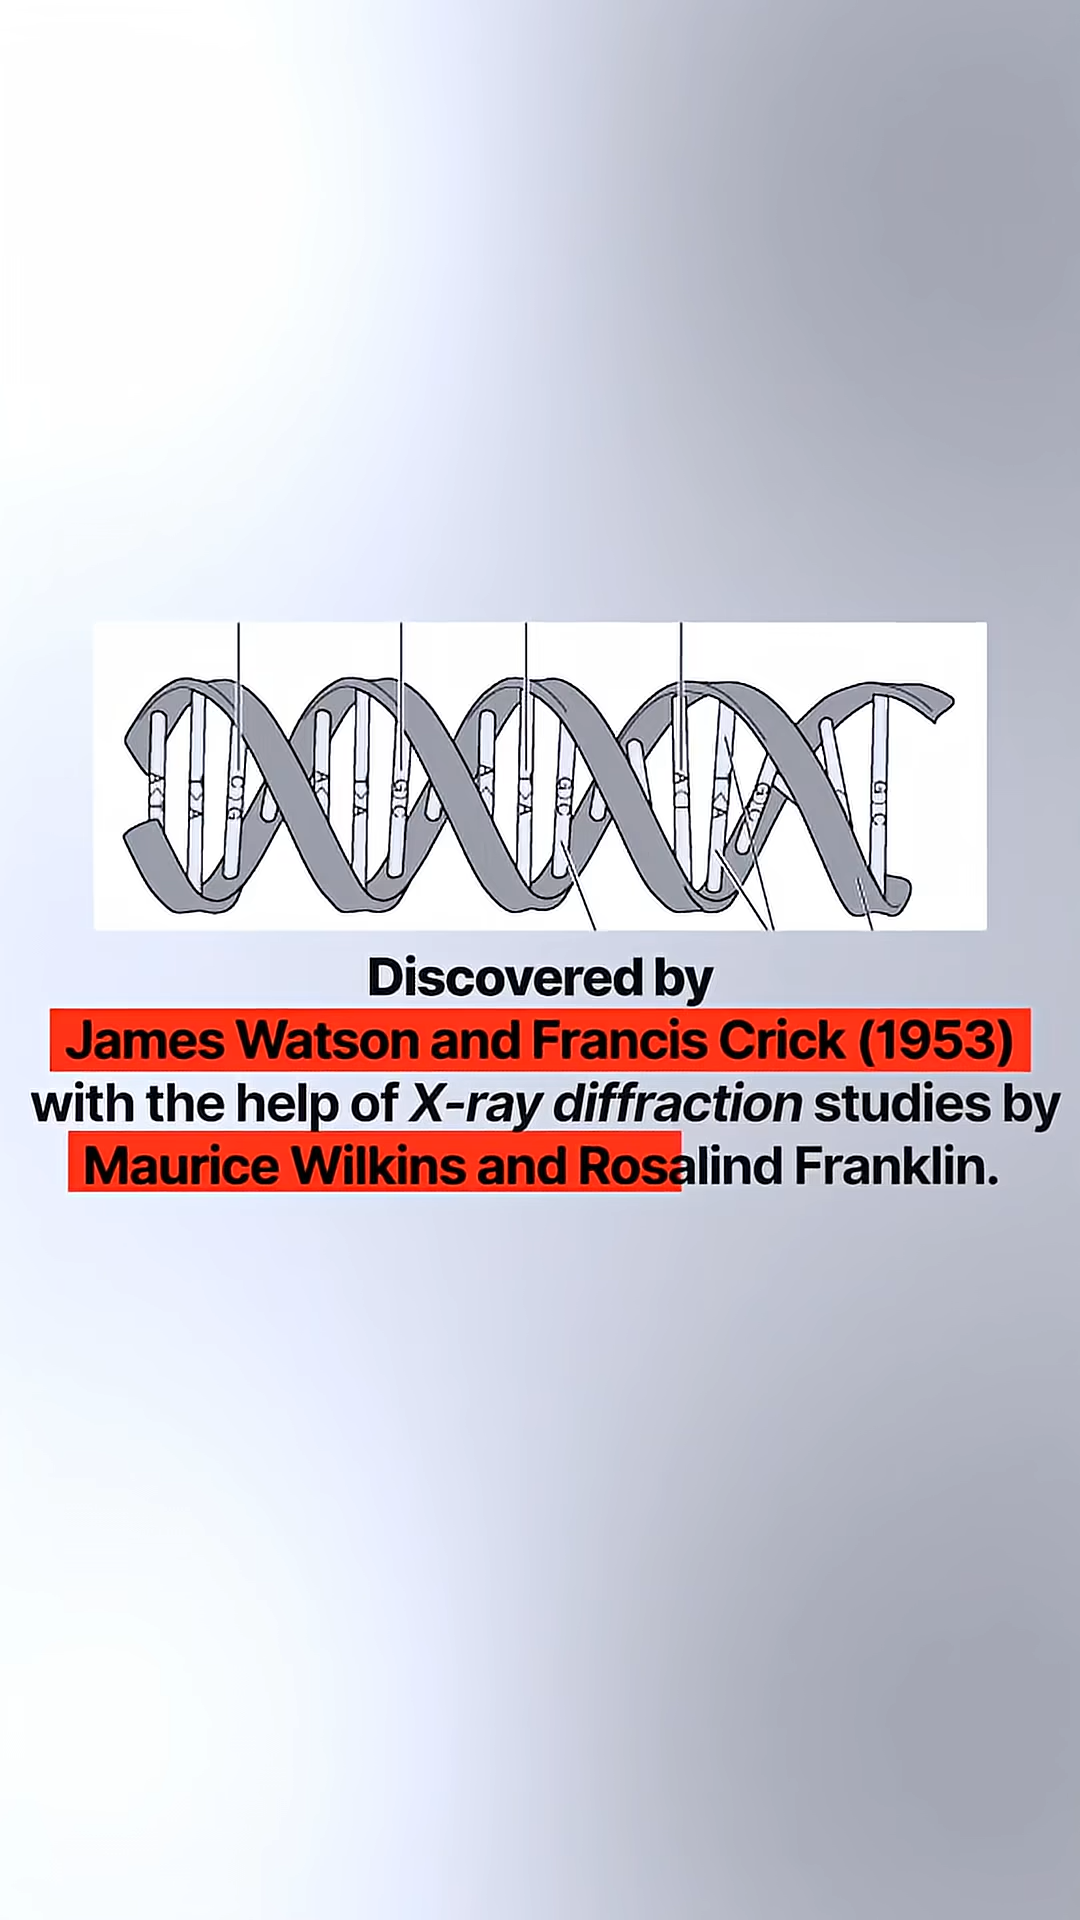 Discovered by
James Watson and Francis Crick (1953)
with the help of X-ray diffraction studies by
Maurice Wilkins and Rosalind Franklin.